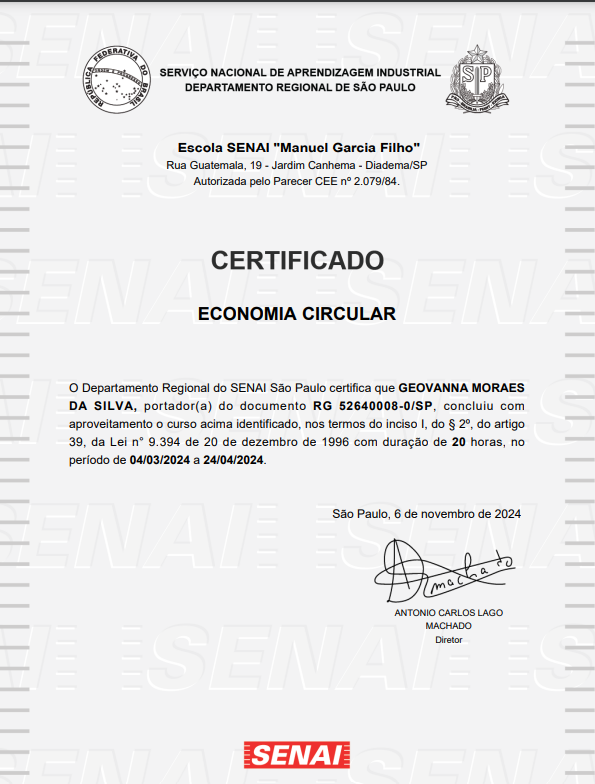 REPÚBLICA FEDERATIVA DO BRASIL
SERVIÇO NACIONAL DE APRENDIZAGEM INDUSTRIAL
DEPARTAMENTO REGIONAL DE SÃO PAULO
SP
Escola SENAI "Manuel Garcia Filho"
Rua Guatemala, 19 - Jardim Canhema - Diadema/SP
Autorizada pelo Parecer CEE nº 2.079/84.
CERTIFICADO
ECONOMIA CIRCULAR
O Departamento Regional do SENAI São Paulo certifica que GEOVANNA MORAES
DA SILVA, portador(a) do documento RG 52640008-0/SP, concluiu com
aproveitamento o curso acima identificado, nos termos do inciso I, do § 2º, do artigo
39, da Lei n° 9.394 de 20 de dezembro de 1996 com duração de 20 horas, no
período de 04/03/2024 a 24/04/2024.
São Paulo, 6 de novembro de 2024
Machado
ANTONIO CARLOS LAGO
MACHADO
Diretor
SENAI